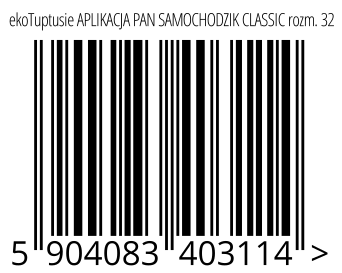 ekoTuptusie APLIKACJA PAN SAMOCHODZIK CLASSIC rozm. 32
5 904083 403114 >